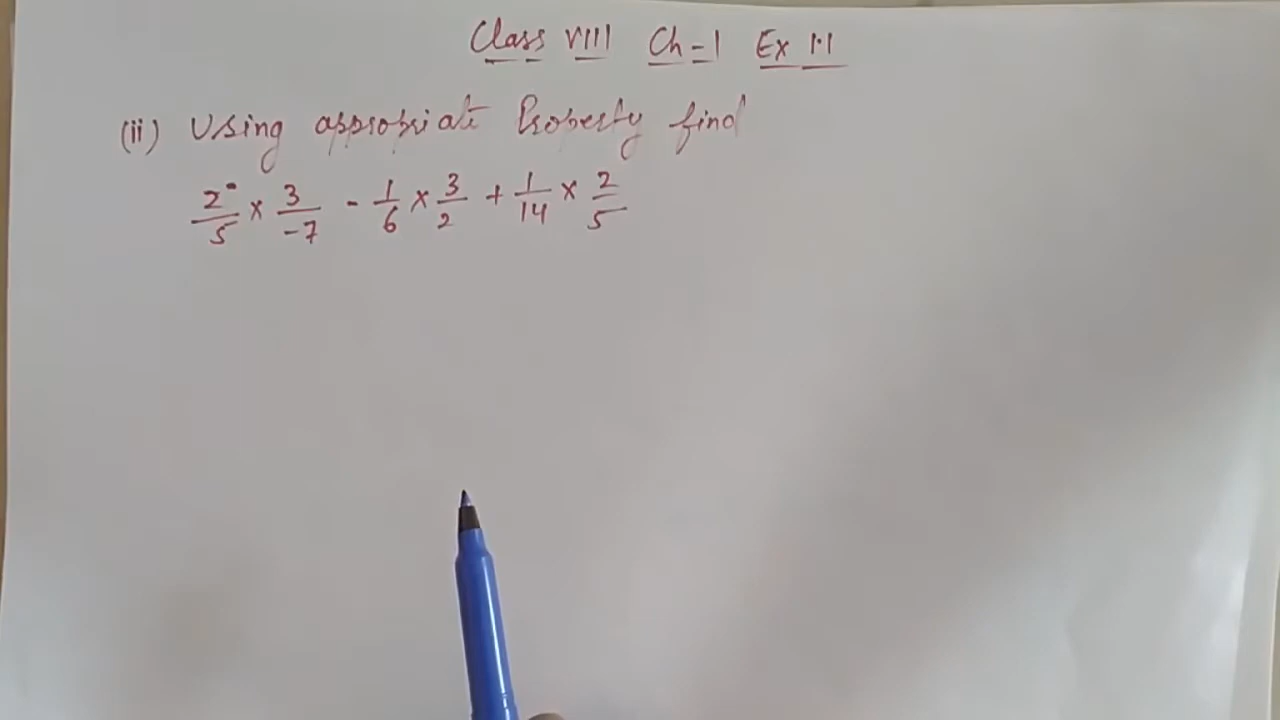 Class VIII Ch-1 Ex 1.1
(ii) Using appropriate Property find
2/5 × 3/-7 - 1/6 × 3/2 + 1/14 × 2/5